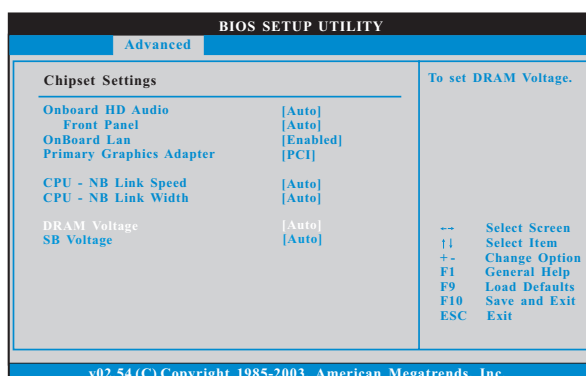 BIOS SETUP UTILITY
Advanced
Chipset Settings
Onboard HD Audio [Auto]
Front Panel [Auto]
OnBoard Lan [Enabled]
Primary Graphics Adapter [PCI]
CPU - NB Link Speed [Auto]
CPU - NB Link Width [Auto]
DRAM Voltage [Auto]
SB Voltage [Auto]
To set DRAM Voltage.
←→ Select Screen
↑↓ Select Item
+- Change Option
F1 General Help
F9 Load Defaults
F10 Save and Exit
ESC Exit
v02.54 (C) Copyright 1985-2003, American Megatrends, Inc.